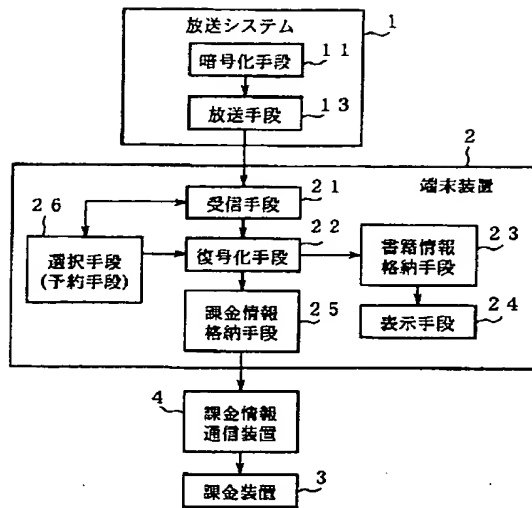 放送システム
1
暗号化手段
11
放送手段
13
2
端末装置
21
受信手段
26
選択手段
(予約手段)
22
復号化手段
23
書籍情報
格納手段
課金情報
格納手段
25
24
表示手段
4
課金情報
通信装置
課金装置
3